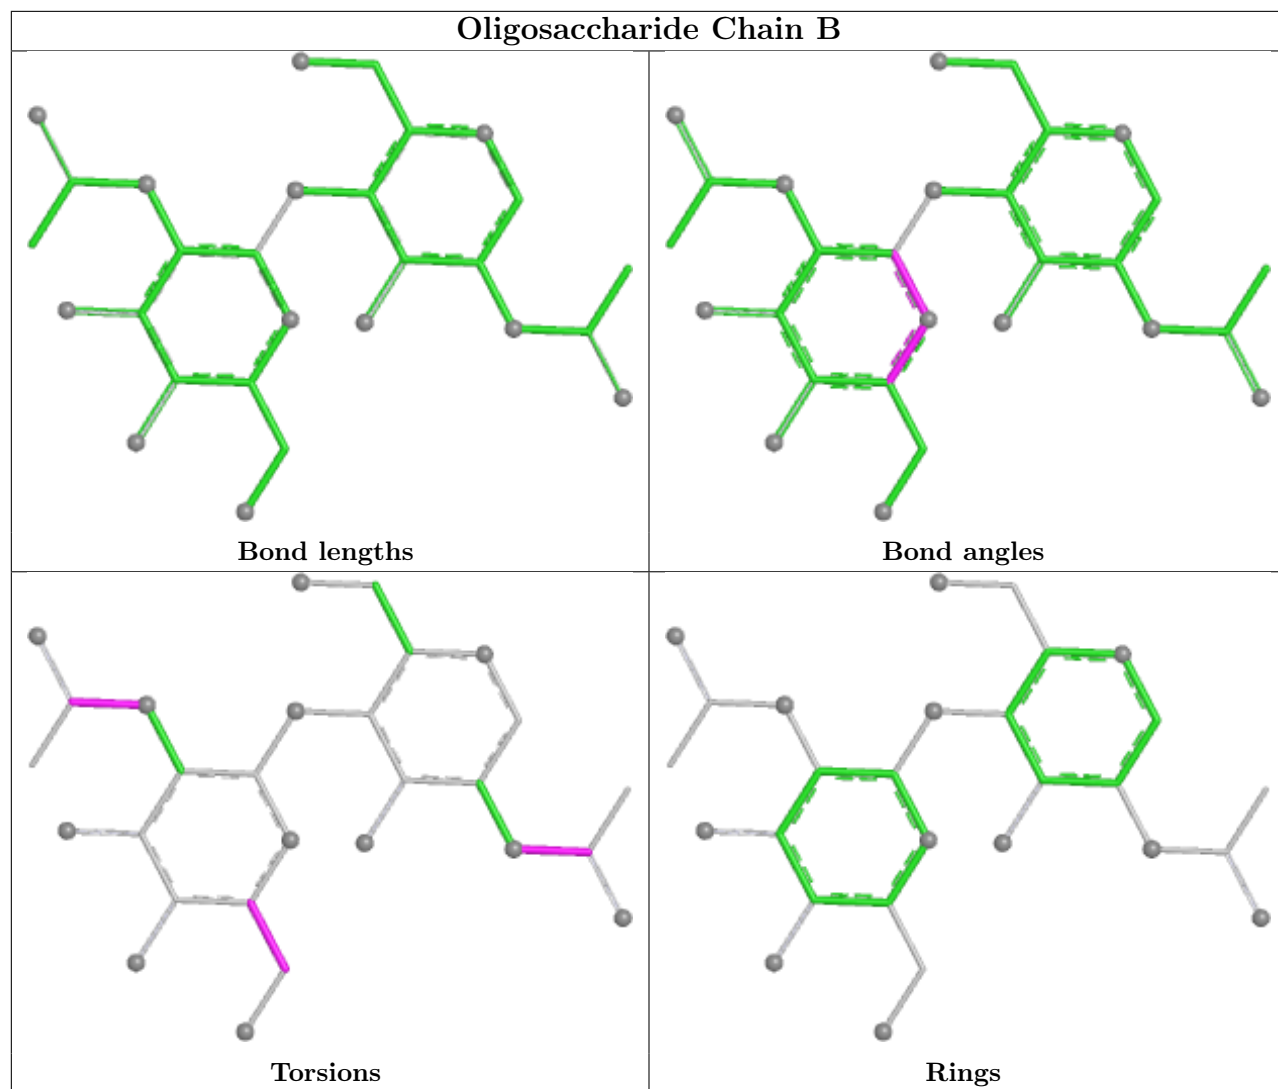 Oligosaccharide Chain B
Bond lengths
Bond angles
Torsions
Rings